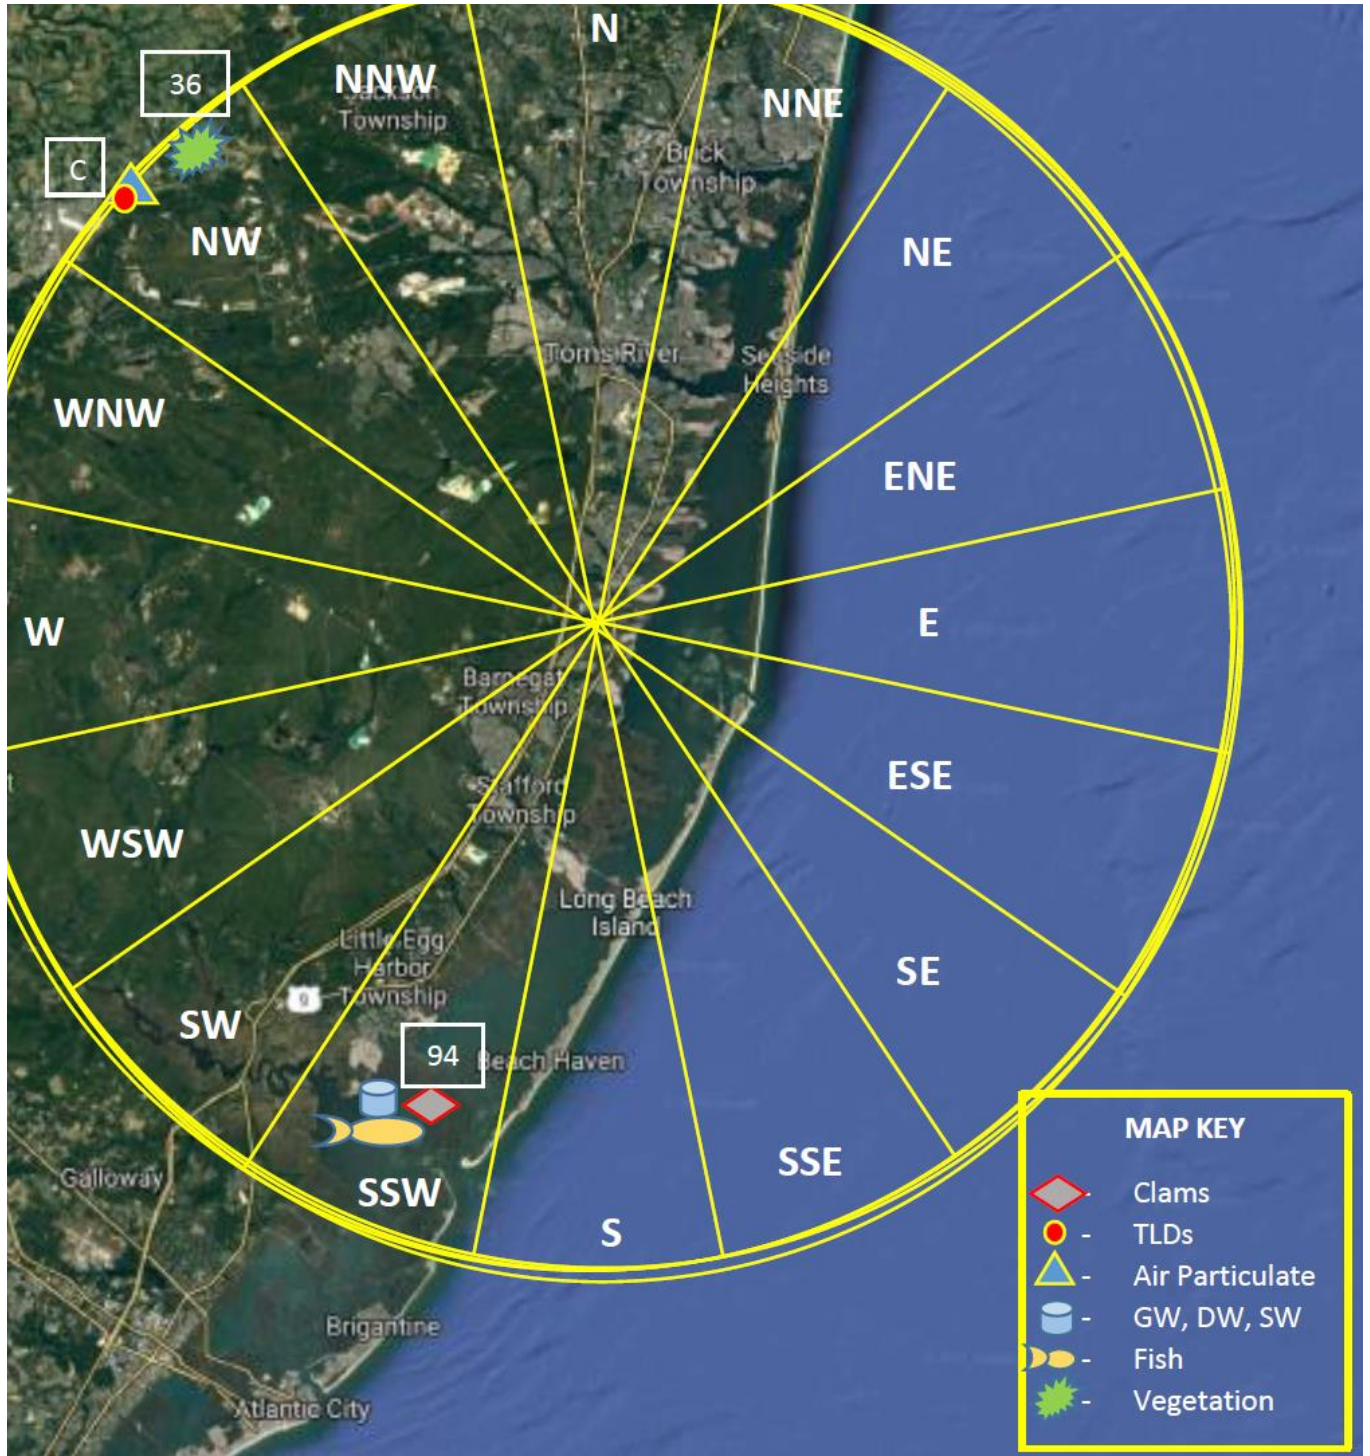 N
36
NNW
Jackson
Township
NNE
C
Brick
Township
NW
NE
Toms River
Seaside
Heights
WNW
ENE
W
E
Barnegat
Township
ESE
Stafford
Township
WSW
Long Beach
Island
Little Egg
Harbor
Township
SE
9
SW
94
Beach Haven
SSE
Galloway
SSW
S
Brigantine
Atlantic City
MAP KEY
- Clams
- TLDs
- Air Particulate
- GW, DW, SW
- Fish
- Vegetation